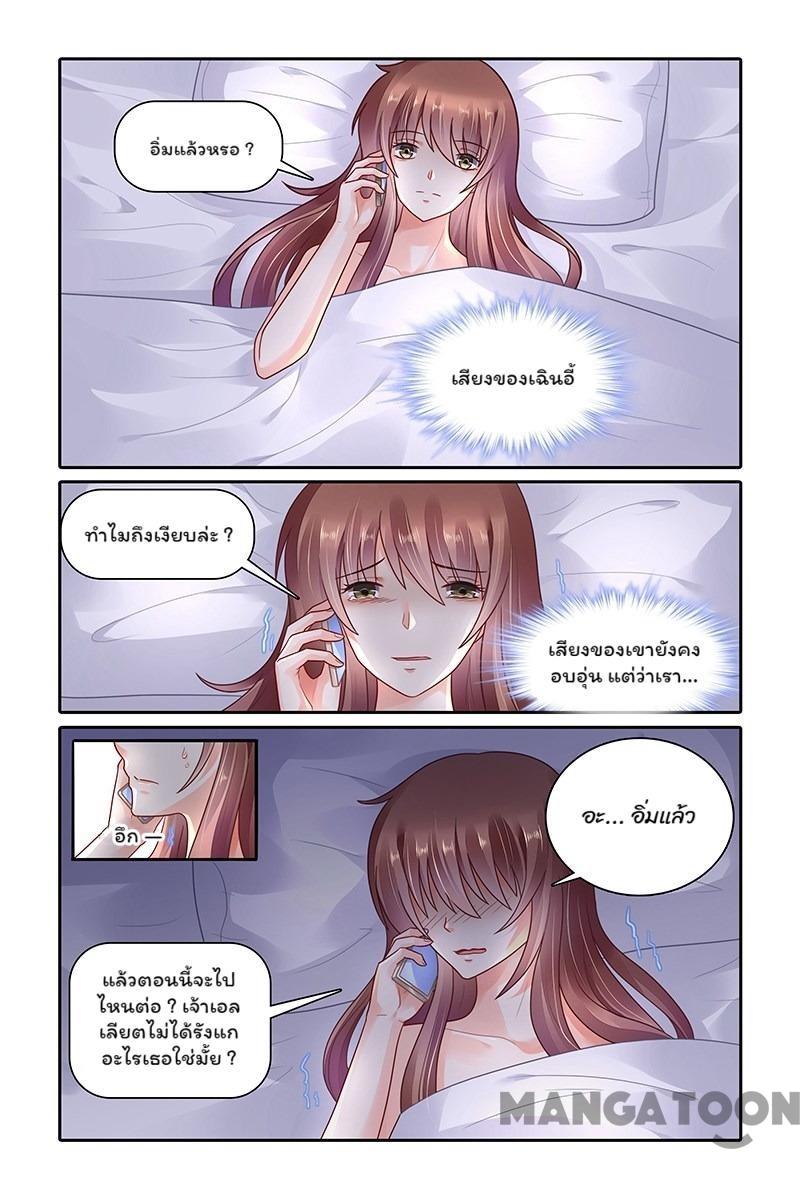 อิ่มแล้วหรอ ?
เสียงของเฉินอี้
ทำไมถึงเงียบล่ะ ?
เสียงของเขายังคง
อบอุ่น แต่ว่าเรา...
อึก —
อะ... อิ่มแล้ว
แล้วตอนนี้จะไป
ไหนต่อ ? เจ้าเอล
เลียตไม่ได้รังแก
อะไรเธอใช่มั้ย ?
MANGATOON